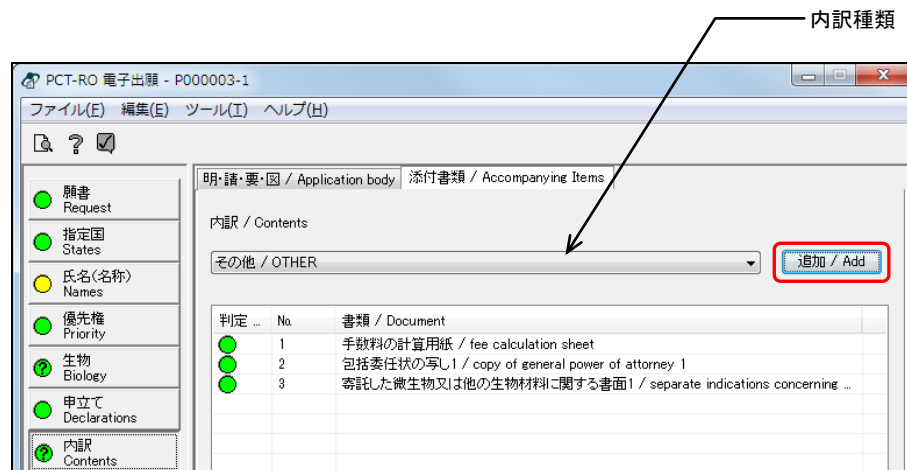 内訳種類
PCT-RO 電子出願 - P000003-1
ファイル(F) 編集(E) ツール(T) ヘルプ(H)
明・請・要・図 / Application body 添付書類 / Accompanying Items
願書
Request
内訳 / Contents
指定国
States
その他 / OTHER 追加 / Add
氏名(名称)
Names
優先権
Priority
判定 ... No. 書類 / Document
1 手数料の計算用紙 / fee calculation sheet
2 包括委任状の写し1 / copy of general power of attorney 1
3 寄託した微生物又は他の生物材料に関する書面1 / separate indications concerning ...
生物
Biology
申立て
Declarations
内訳
Contents